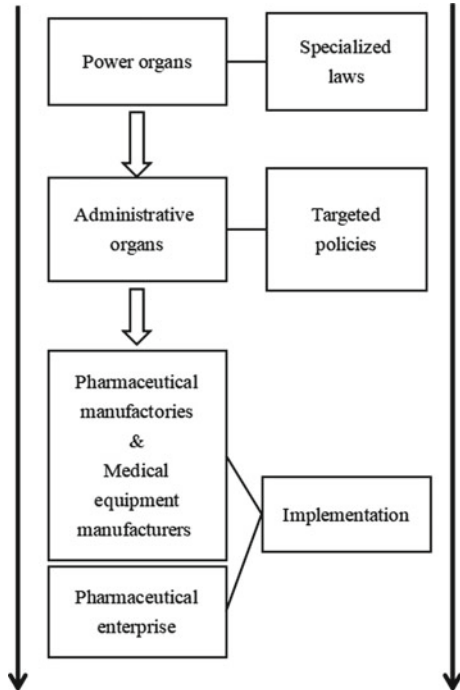 Power organs
Specialized
laws
Administrative
organs
Targeted
policies
Pharmaceutical
manufactories
&
Medical
equipment
manufacturers
Implementation
Pharmaceutical
enterprise